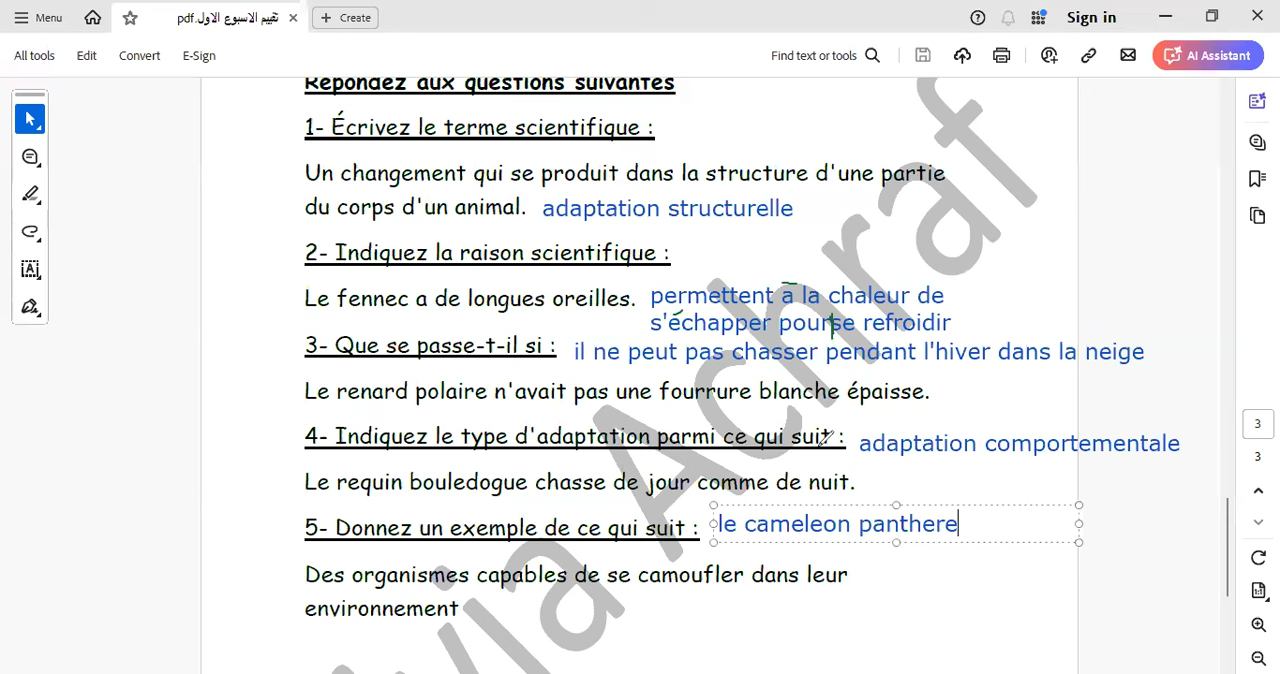 Menu
تقييم الاسبوع الاول.pdf
Create
Sign in
All tools
Edit
Convert
E-Sign
Find text or tools
AI Assistant
Répondez aux questions suivantes
1- Écrivez le terme scientifique :
Un changement qui se produit dans la structure d'une partie
du corps d'un animal. adaptation structurelle
2- Indiquez la raison scientifique :
Le fennec a de longues oreilles. permettent à la chaleur de
s'échapper pour se refroidir
3- Que se passe-t-il si : il ne peut pas chasser pendant l'hiver dans la neige
Le renard polaire n'avait pas une fourrure blanche épaisse.
4- Indiquez le type d'adaptation parmi ce qui suit : adaptation comportementale
Le requin bouledogue chasse de jour comme de nuit.
5- Donnez un exemple de ce qui suit : le cameleon panthere
Des organismes capables de se camoufler dans leur
environnement
via Achraf
3
3
1:1